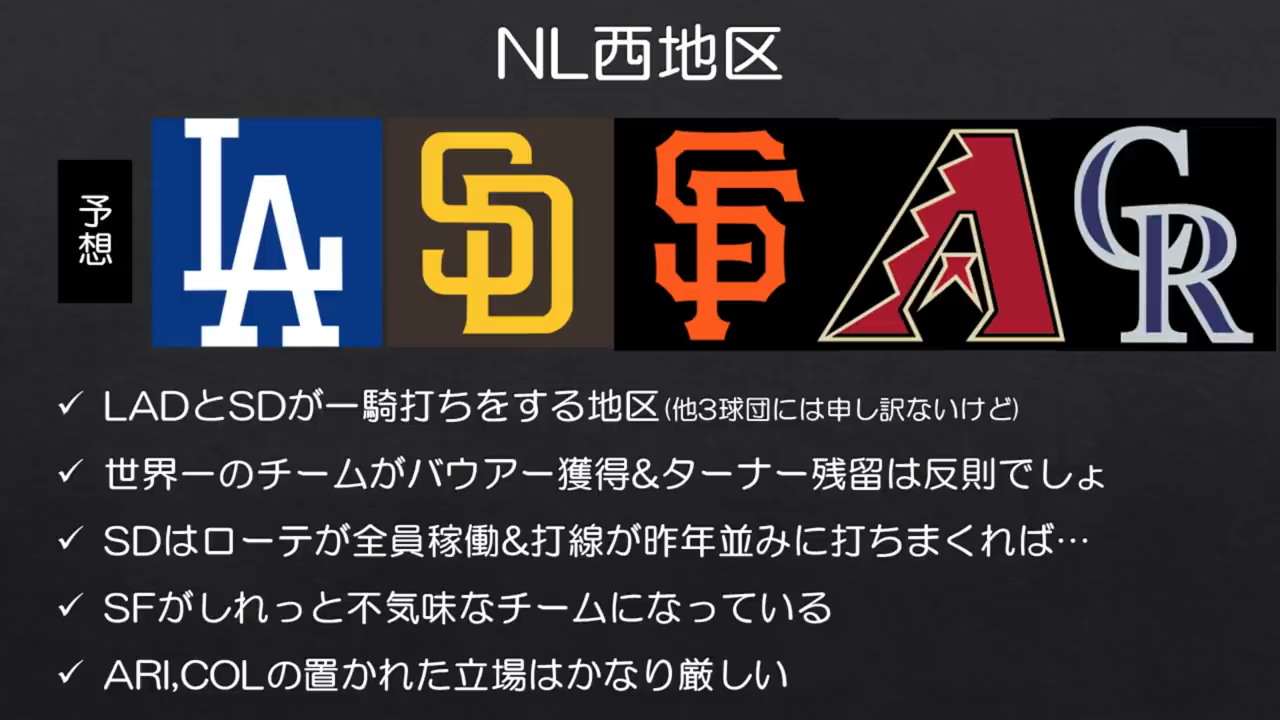 NL西地区
予想
LA SD SF A CR
✓ LADとSDが一騎打ちをする地区(他3球団には申し訳ないけど)
✓ 世界一のチームがバウアー獲得&ターナー残留は反則でしょ
✓ SDはローテが全員稼働&打線が昨年並みに打ちまくれば…
✓ SFがしれっと不気味なチームになっている
✓ ARI,COLの置かれた立場はかなり厳しい